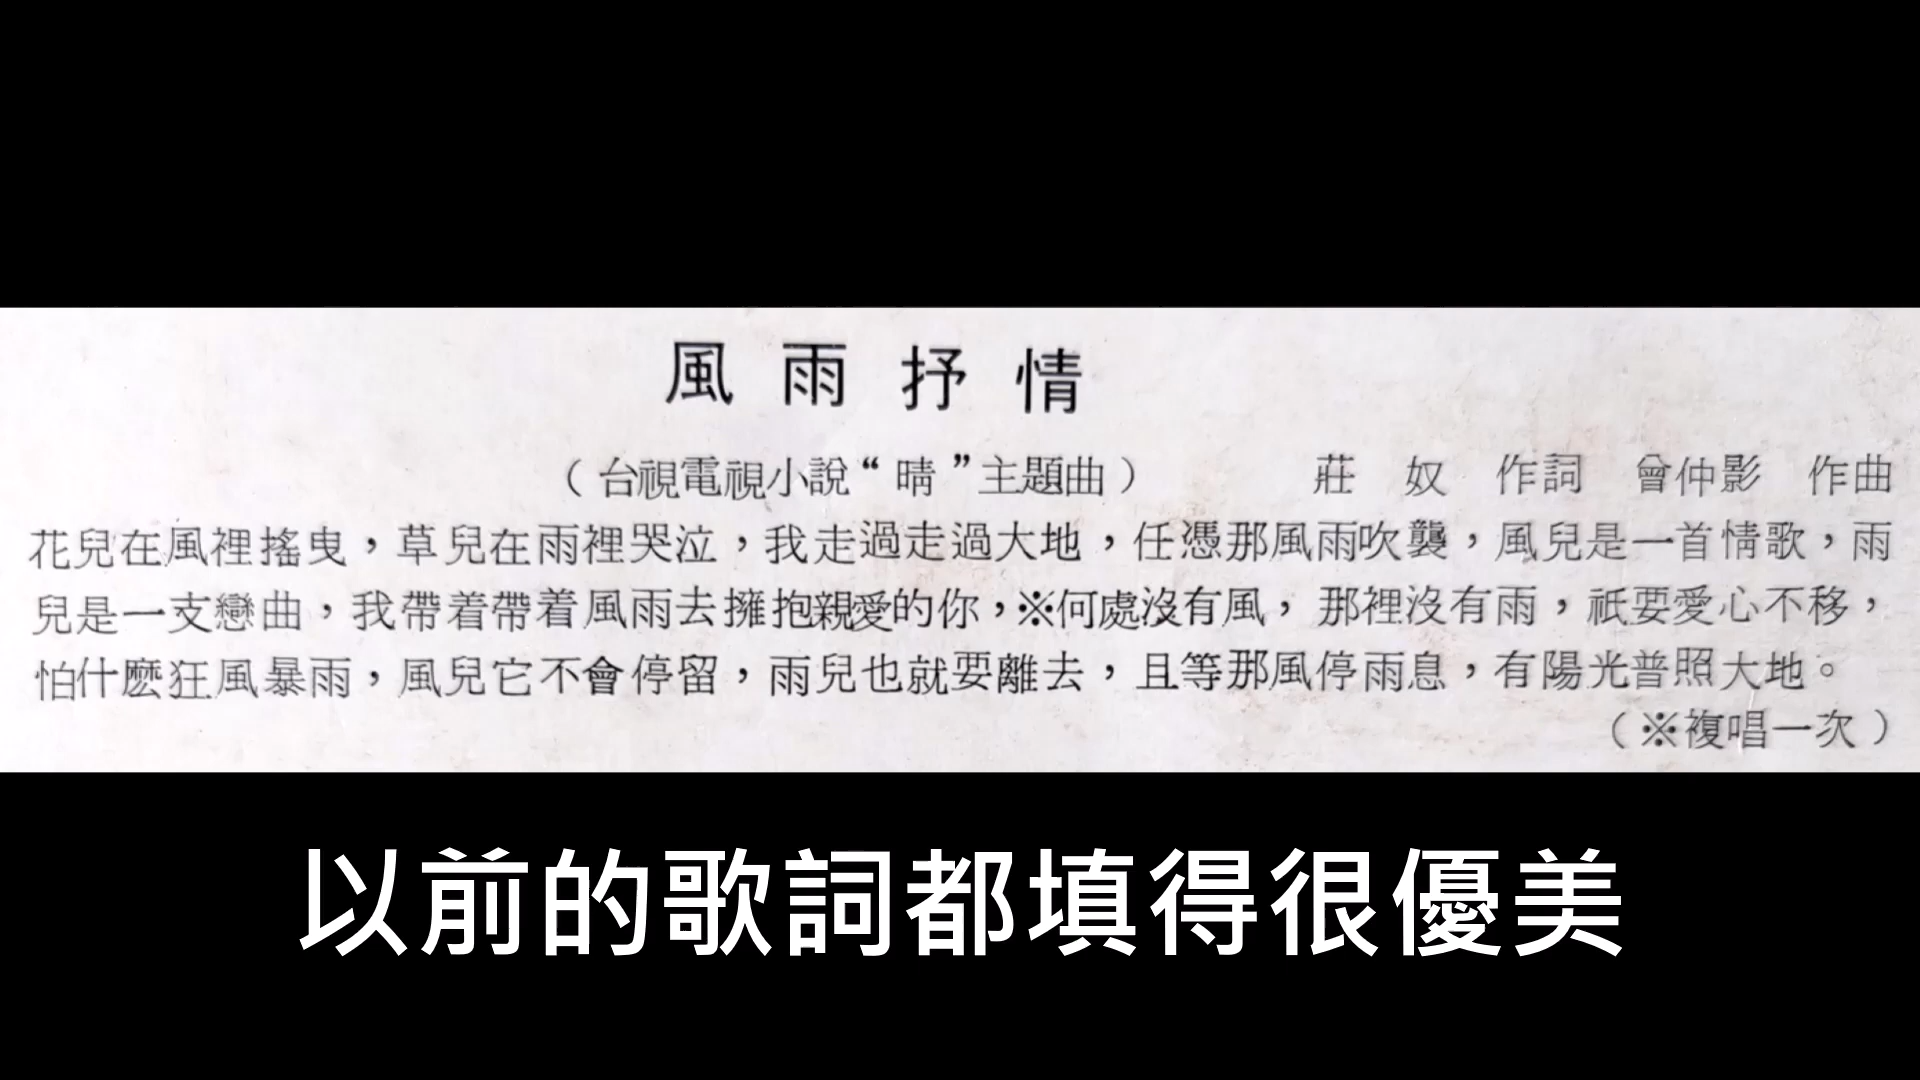 風雨抒情
（台視電視小說“晴”主題曲） 莊 奴 作詞 曾仲影 作曲
花兒在風裡搖曳，草兒在雨裡哭泣，我走過走過大地，任憑那風雨吹襲，風兒是一首情歌，雨
兒是一支戀曲，我帶着帶着風雨去擁抱親愛的你，※何處沒有風，那裡沒有雨，祇要愛心不移，
怕什麽狂風暴雨，風兒它不會停留，雨兒也就要離去，且等那風停雨息，有陽光普照大地。
（※複唱一次）
以前的歌詞都填得很優美